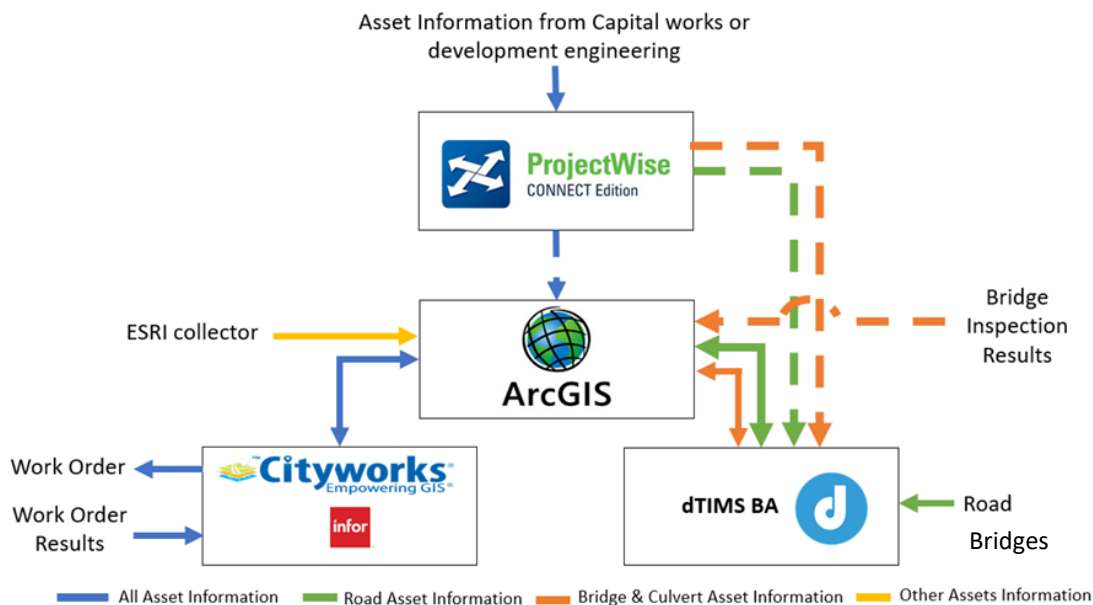 Asset Information from Capital works or
development engineering
ProjectWise
CONNECT Edition
ESRI collector
ArcGIS
Bridge
Inspection
Results
Work Order
Work Order
Results
™Cityworks®
Empowering GIS®
infor
dTIMS BA
d
Road
Bridges
All Asset Information
Road Asset Information
Bridge & Culvert Asset Information
Other Assets Information